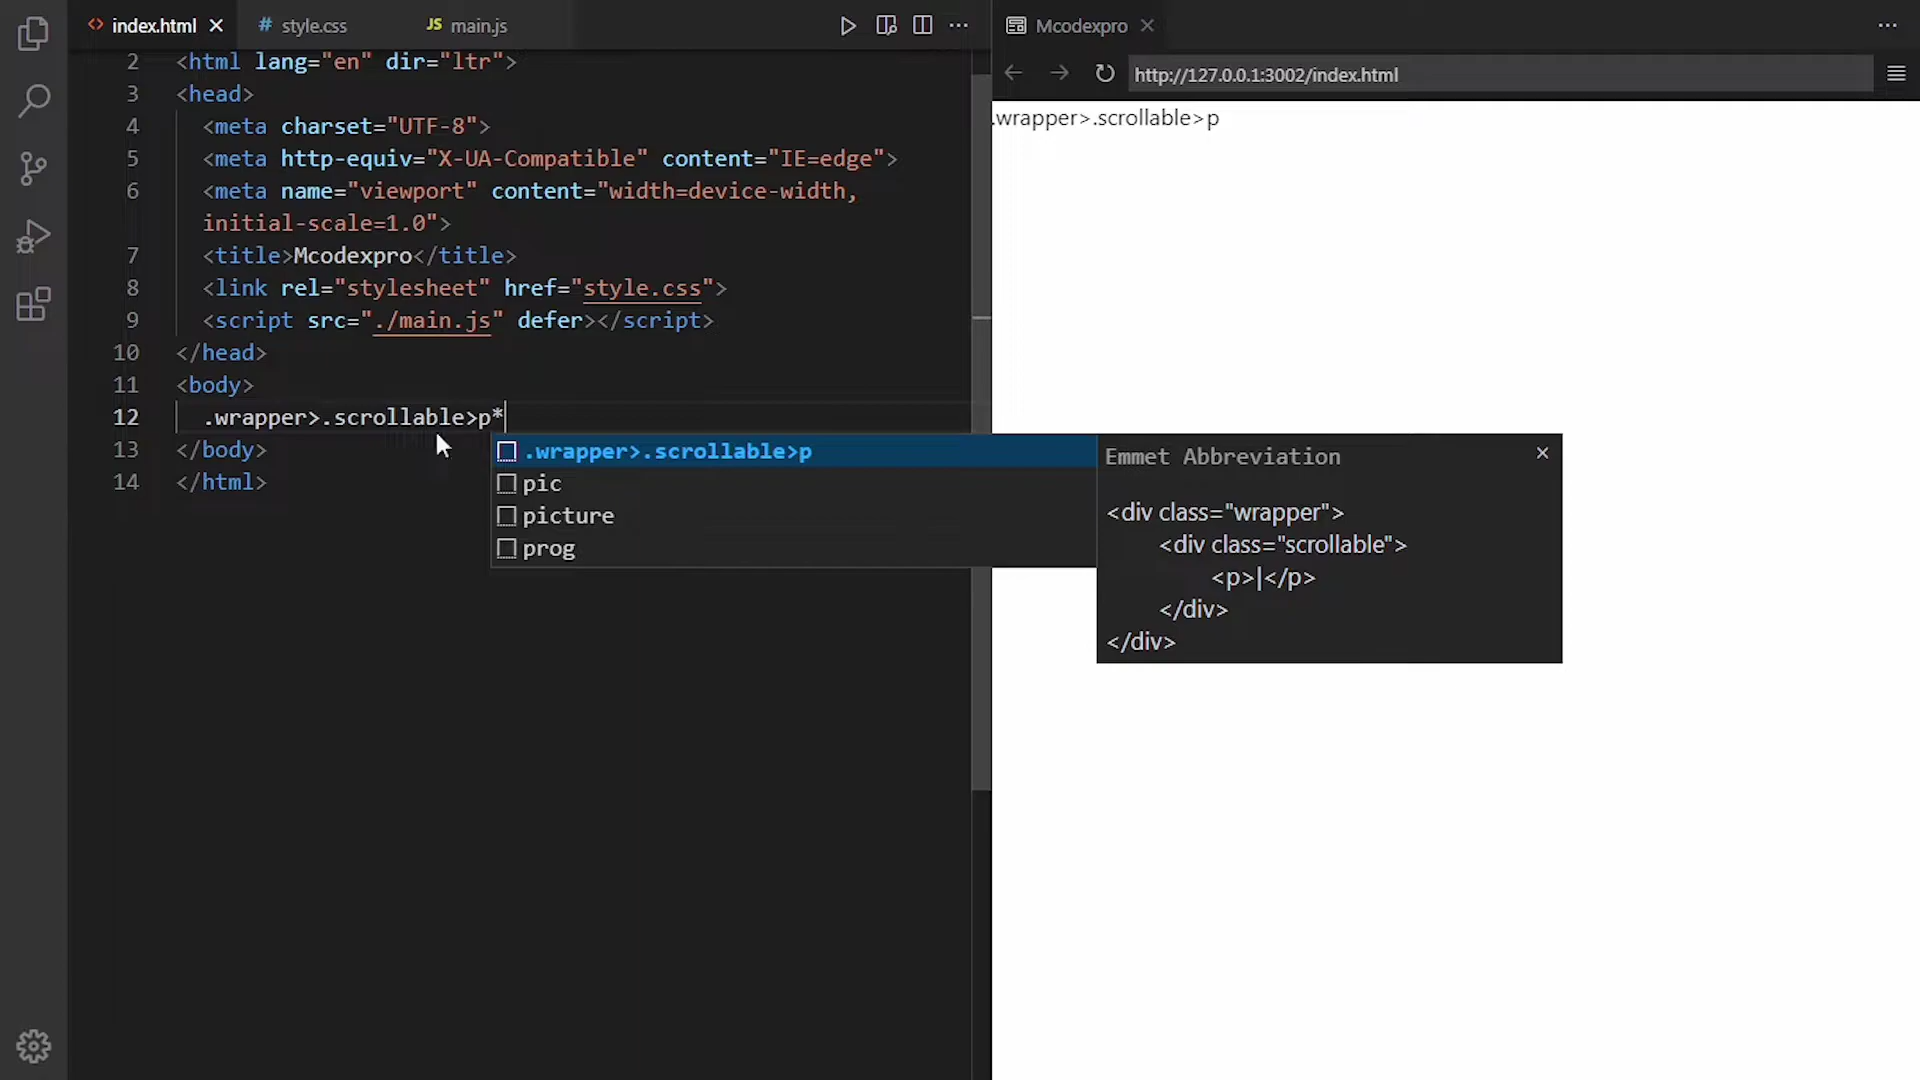 <> index.html ×
# style.css
JS main.js
Mcodexpro ×
http://127.0.0.1:3002/index.html
2 <html lang="en" dir="ltr">
3 <head>
4 <meta charset="UTF-8">
5 <meta http-equiv="X-UA-Compatible" content="IE=edge">
6 <meta name="viewport" content="width=device-width,
initial-scale=1.0">
7 <title>Mcodexpro</title>
8 <link rel="stylesheet" href="style.css">
9 <script src="./main.js" defer></script>
10 </head>
11 <body>
12 .wrapper>.scrollable>p*
13 </body>
14 </html>
.wrapper>.scrollable>p
pic
picture
prog
Emmet Abbreviation ×
<div class="wrapper">
<div class="scrollable">
<p>|</p>
</div>
</div>
.wrapper>.scrollable>p